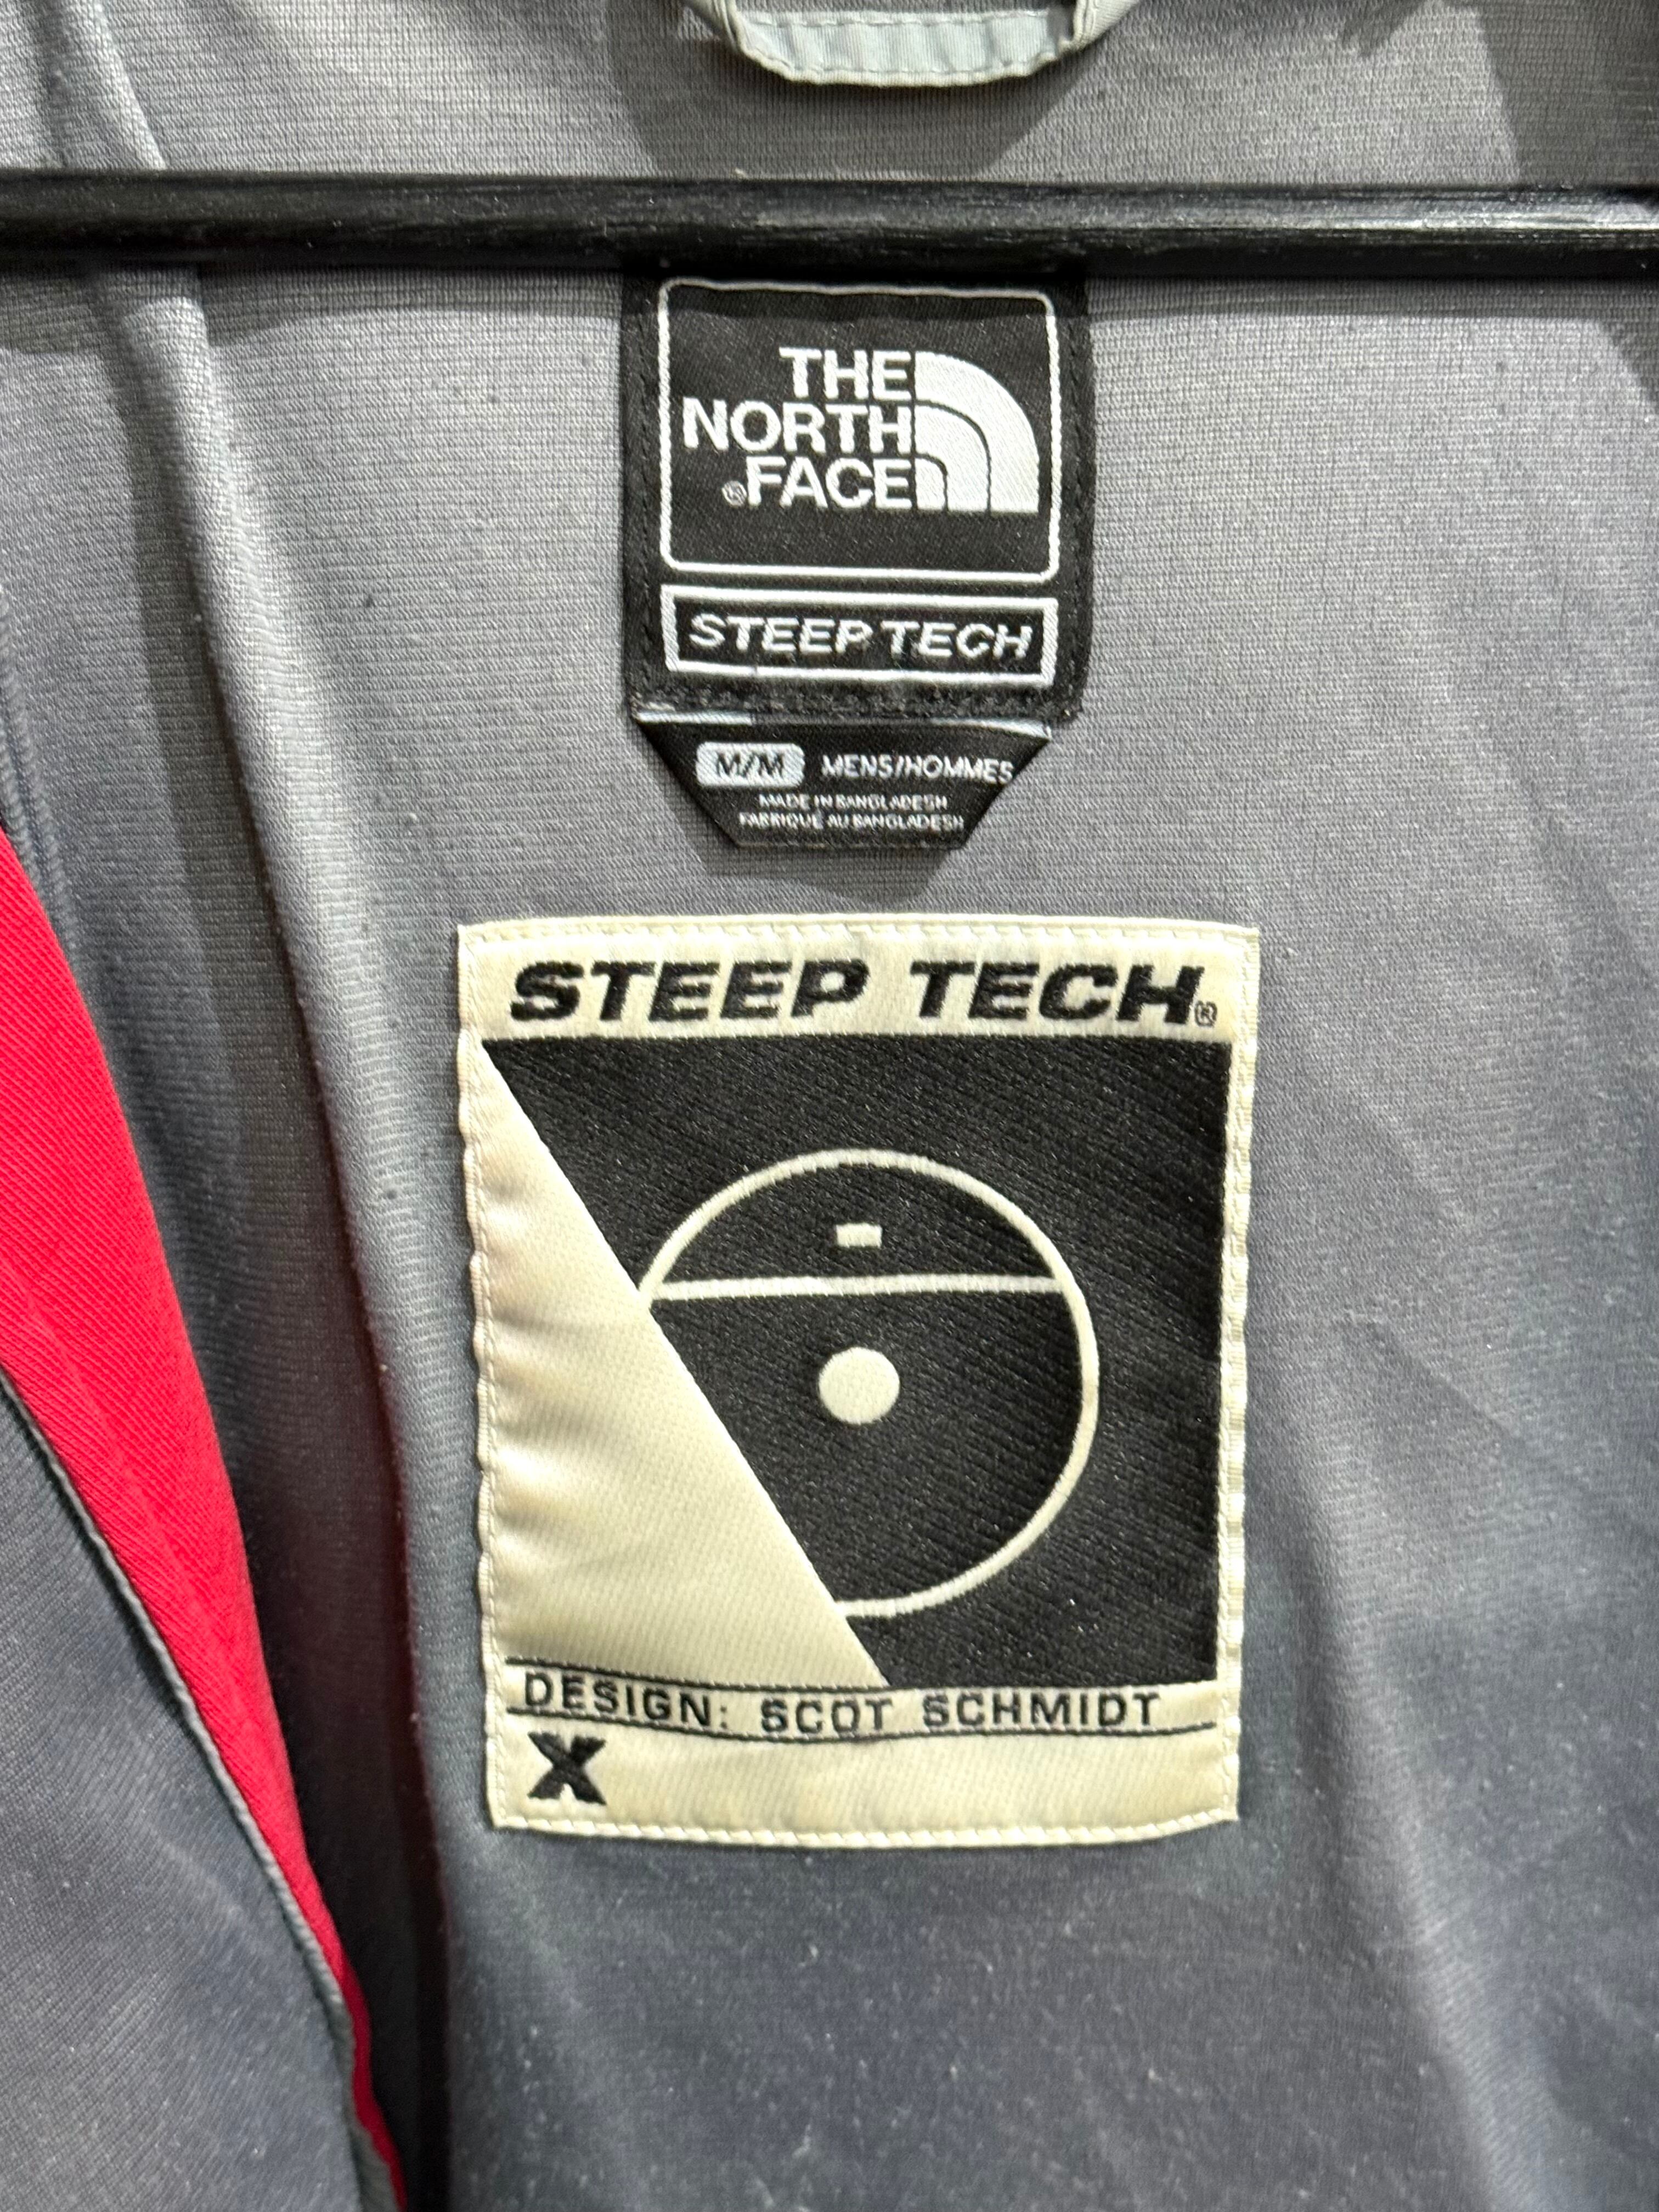 THE
NORTH
®FACE
STEEP TECH
M/M MENS/HOMMES
MADE IN BANGLADESH
FABRIQUE AU BANGLADESH
STEEP TECH®
DESIGN: SCOT SCHMIDT
X